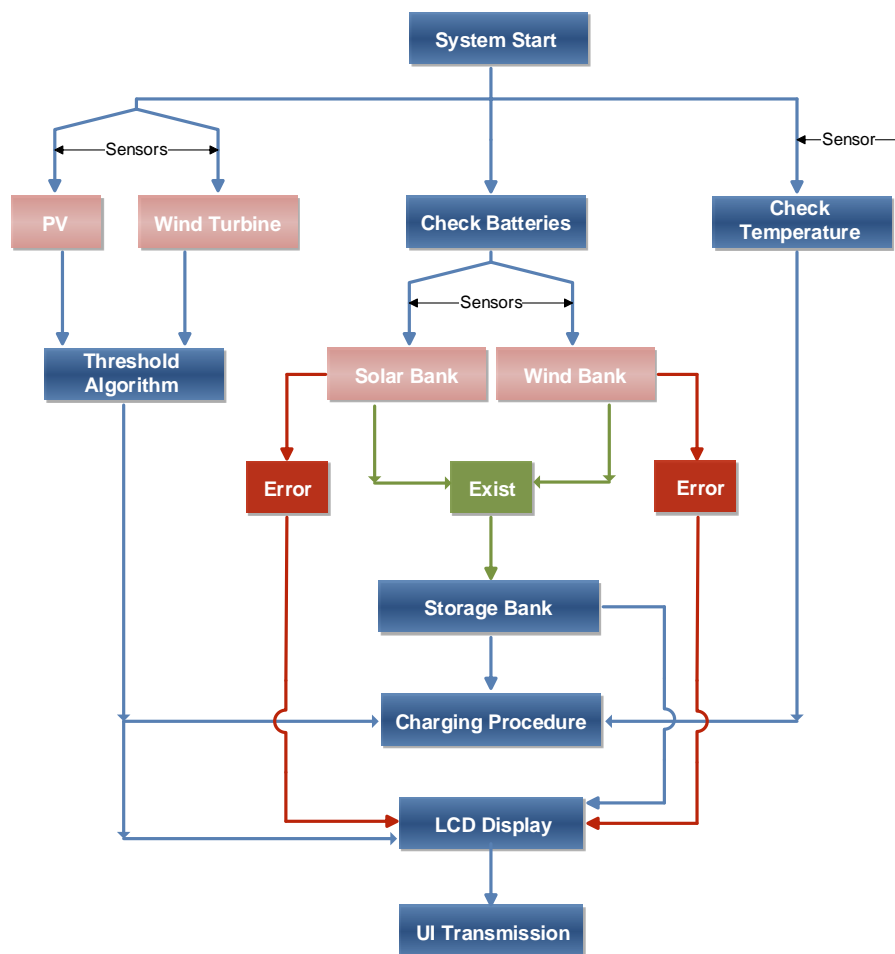 System Start
Sensors
Sensor
PV
Wind Turbine
Check Batteries
Check
Temperature
Sensors
Threshold
Algorithm
Solar Bank
Wind Bank
Error
Exist
Error
Storage Bank
Charging Procedure
LCD Display
UI Transmission